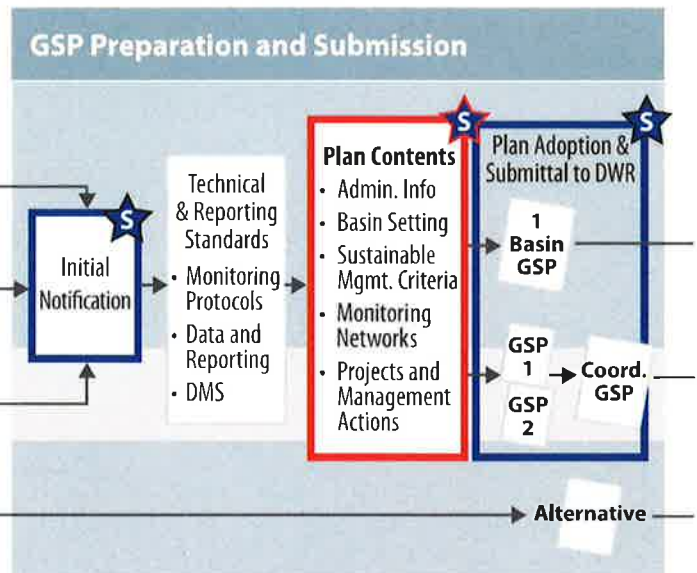 GSP Preparation and Submission
S
Initial
Notification
Technical
& Reporting
Standards
• Monitoring
Protocols
• Data and
Reporting
• DMS
S
Plan Contents
• Admin. Info
• Basin Setting
• Sustainable
Mgmt. Criteria
• Monitoring
Networks
• Projects and
Management
Actions
S
Plan Adoption &
Submittal to DWR
1
Basin
GSP
GSP
1
GSP
2
Coord.
GSP
Alternative